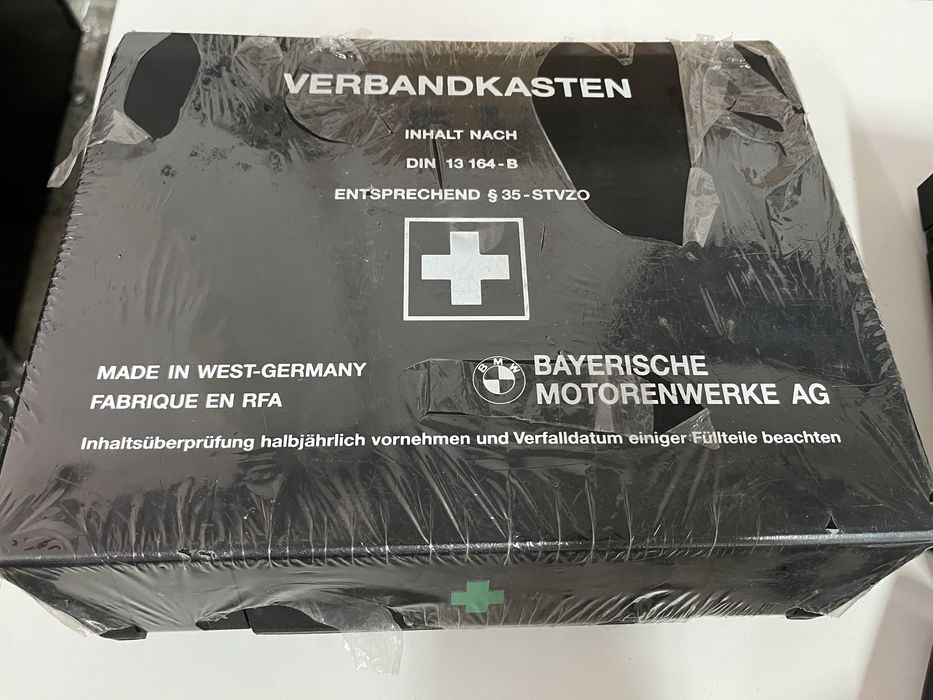 VERBANDKASTEN
INHALT NACH
DIN 13 164-B
ENTSPRECHEND § 35-STVZO
MADE IN WEST-GERMANY
FABRIQUE EN RFA
BMW
BAYERISCHE
MOTORENWERKE AG
Inhaltsüberprüfung halbjährlich vornehmen und Verfalldatum einiger Füllteile beachten